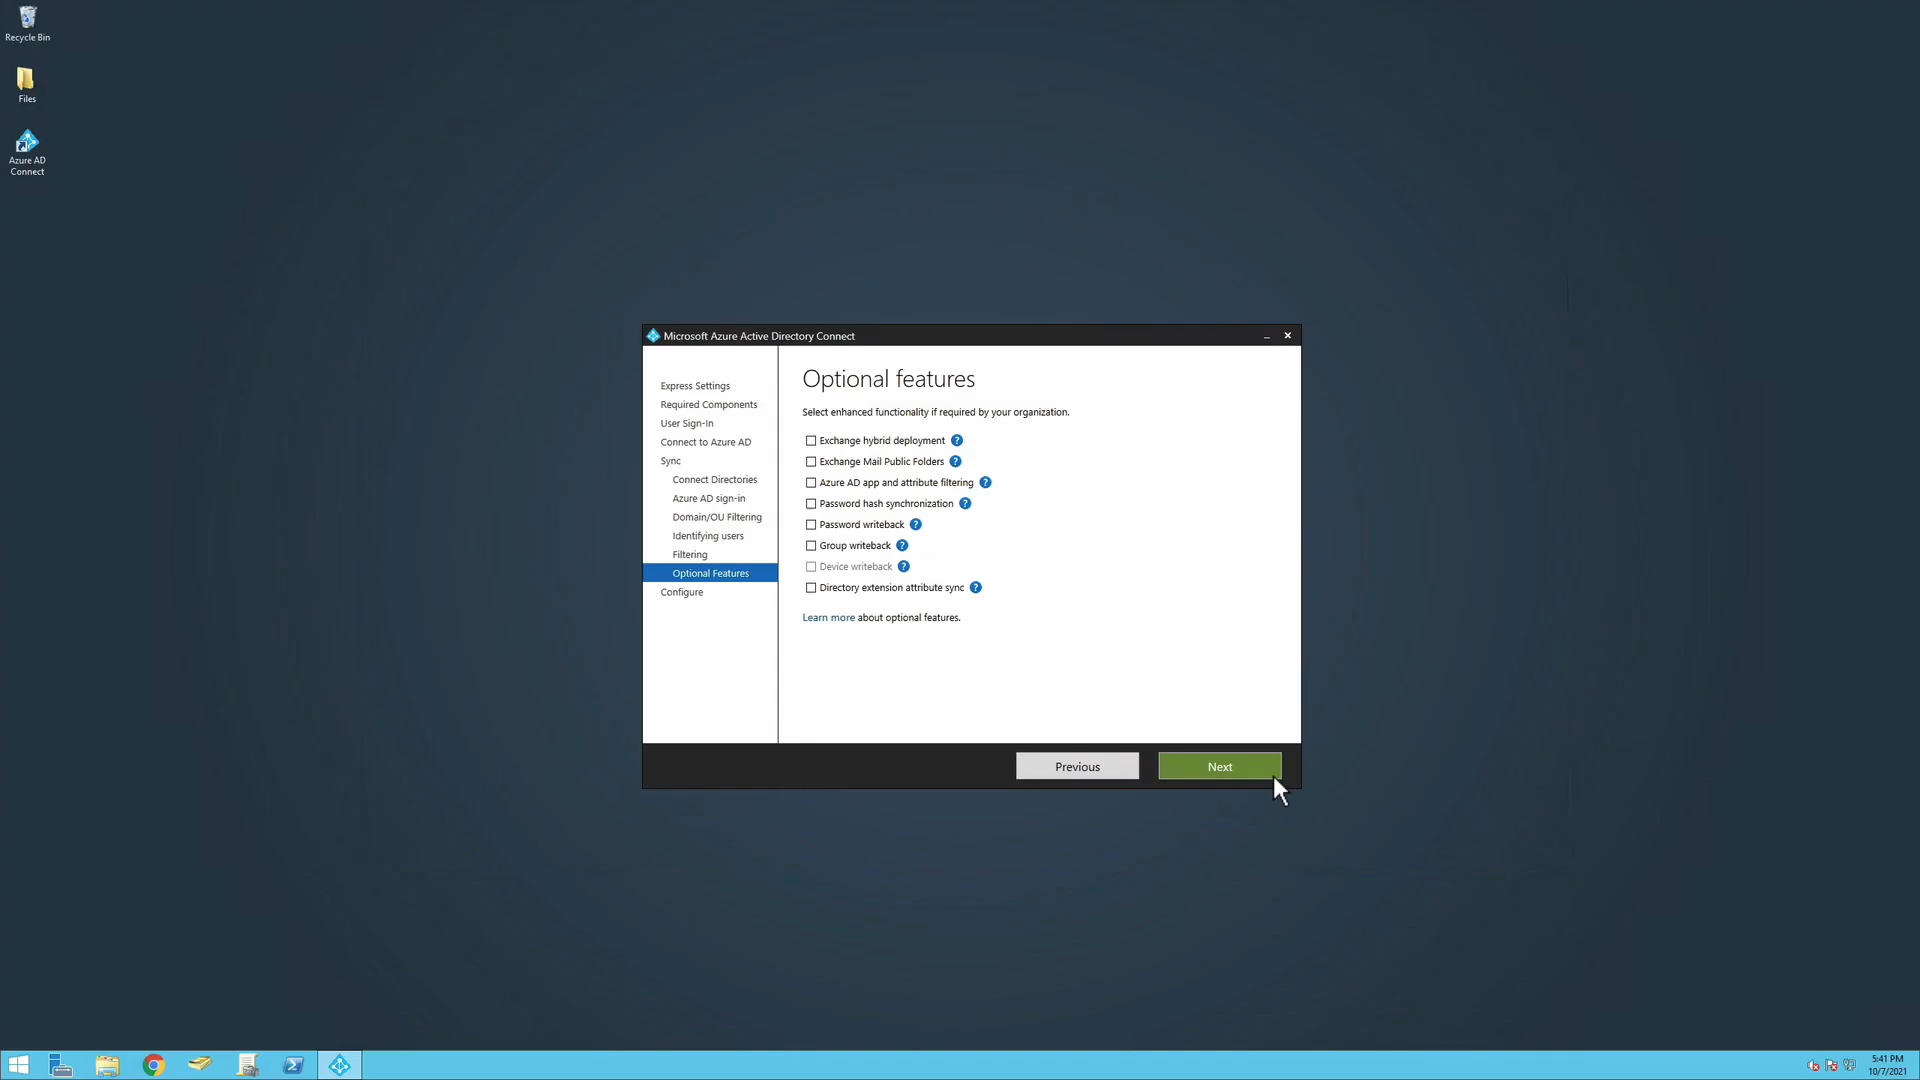 Recycle Bin
Files
Azure AD
Connect
Microsoft Azure Active Directory Connect
Express Settings
Required Components
User Sign-In
Connect to Azure AD
Sync
Connect Directories
Azure AD sign-in
Domain/OU Filtering
Identifying users
Filtering
Optional Features
Configure
Optional features
Select enhanced functionality if required by your organization.
Exchange hybrid deployment ?
Exchange Mail Public Folders ?
Azure AD app and attribute filtering ?
Password hash synchronization ?
Password writeback ?
Group writeback ?
Device writeback ?
Directory extension attribute sync ?
Learn more about optional features.
Previous
Next
5:41 PM
10/7/2021